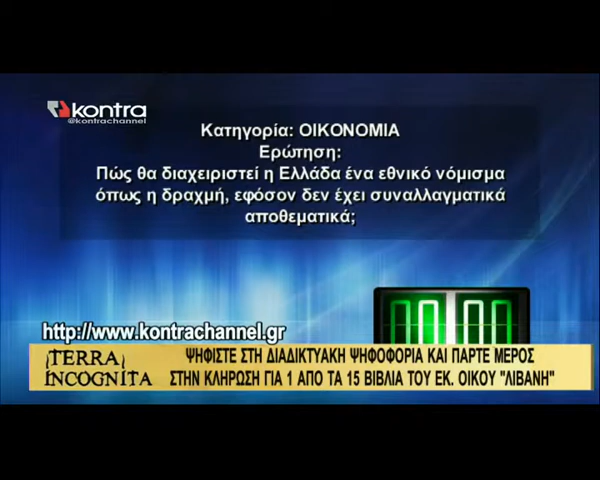 kontra
@kontrachannel
Κατηγορία: ΟΙΚΟΝΟΜΙΑ
Ερώτηση:
Πώς θα διαχειριστεί η Ελλάδα ένα εθνικό νόμισμα
όπως η δραχμή, εφόσον δεν έχει συναλλαγματικά
αποθεματικά;
00:00
http://www.kontrachannel.gr
TERRA
INCOGNITA
ΨΗΦΙΣΤΕ ΣΤΗ ΔΙΑΔΙΚΤΥΑΚΗ ΨΗΦΟΦΟΡΙΑ ΚΑΙ ΠΑΡΤΕ ΜΕΡΟΣ
ΣΤΗΝ ΚΛΗΡΩΣΗ ΓΙΑ 1 ΑΠΟ ΤΑ 15 ΒΙΒΛΙΑ ΤΟΥ ΕΚ. ΟΙΚΟΥ "ΛΙΒΑΝΗ"